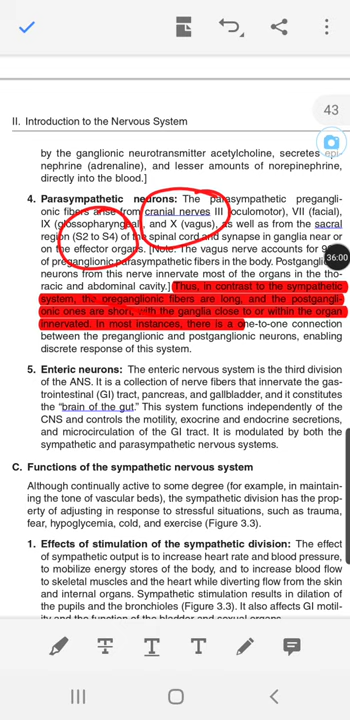 43
II. Introduction to the Nervous System
by the ganglionic neurotransmitter acetylcholine, secretes epi-
nephrine (adrenaline), and lesser amounts of norepinephrine,
directly into the blood.]
4. Parasympathetic neurons: The parasympathetic pregangli-
onic fibers arise from cranial nerves III (oculomotor), VII (facial),
IX (glossopharyngeal), and X (vagus), as well as from the sacral
region (S2 to S4) of the spinal cord and synapse in ganglia near or
on the effector organs. [Note: The vagus nerve accounts for
36:00
of preganglionic parasympathetic fibers in the body. Postgangli
neurons from this nerve innervate most of the organs in the tho-
racic and abdominal cavity.] Thus, in contrast to the sympathetic
system, the preganglionic fibers are long, and the postgangli-
onic ones are short, with the ganglia close to or within the organ
innervated. In most instances, there is a one-to-one connection
between the preganglionic and postganglionic neurons, enabling
discrete response of this system.
5. Enteric neurons: The enteric nervous system is the third division
of the ANS. It is a collection of nerve fibers that innervate the gas-
trointestinal (GI) tract, pancreas, and gallbladder, and it constitutes
the “brain of the gut.” This system functions independently of the
CNS and controls the motility, exocrine and endocrine secretions,
and microcirculation of the GI tract. It is modulated by both the
sympathetic and parasympathetic nervous systems.
C. Functions of the sympathetic nervous system
Although continually active to some degree (for example, in maintain-
ing the tone of vascular beds), the sympathetic division has the prop-
erty of adjusting in response to stressful situations, such as trauma,
fear, hypoglycemia, cold, and exercise (Figure 3.3).
1. Effects of stimulation of the sympathetic division: The effect
of sympathetic output is to increase heart rate and blood pressure,
to mobilize energy stores of the body, and to increase blood flow
to skeletal muscles and the heart while diverting flow from the skin
and internal organs. Sympathetic stimulation results in dilation of
the pupils and the bronchioles (Figure 3.3). It also affects GI motil-
ity and the function of the bladder and sexual organs.
T T T